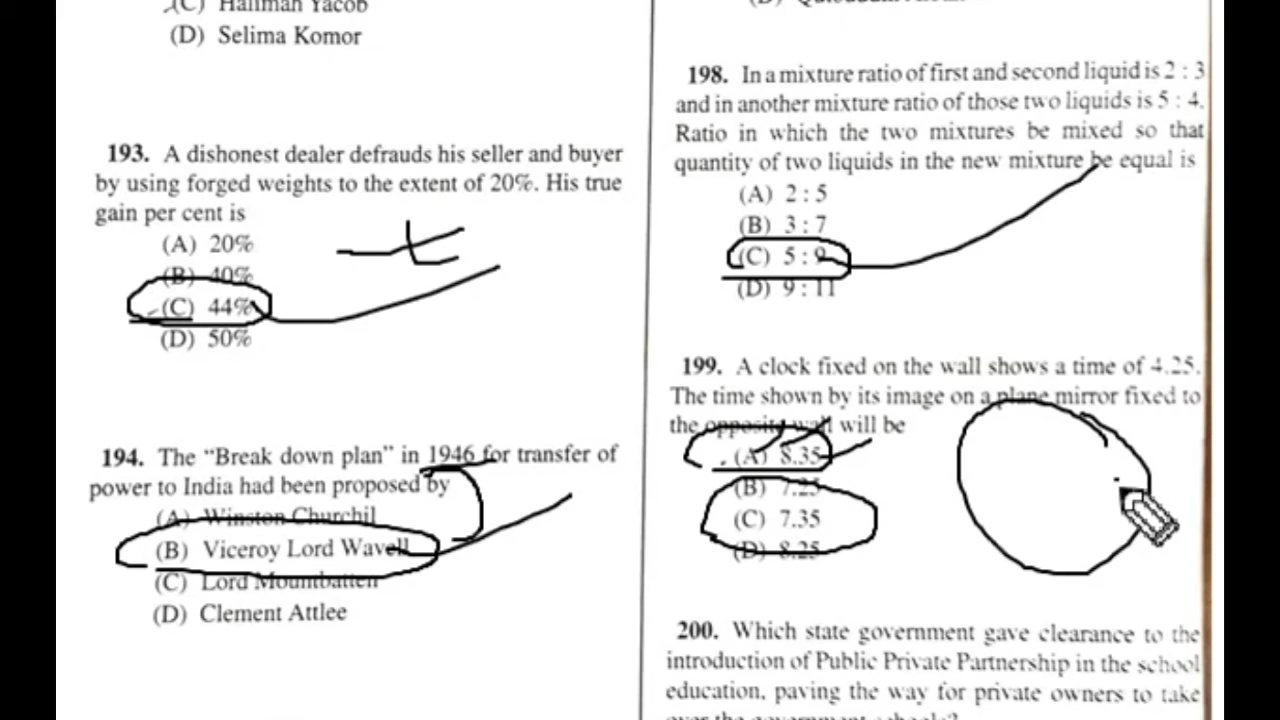 (C) Halimah Yacob
(D) Selima Komor
193. A dishonest dealer defrauds his seller and buyer
by using forged weights to the extent of 20%. His true
gain per cent is
(A) 20%
(B) 40%
(C) 44%
(D) 50%
194. The “Break down plan” in 1946 for transfer of
power to India had been proposed by
(A) Winston Churchil
(B) Viceroy Lord Wavell
(C) Lord Mountbatten
(D) Clement Attlee
198. In a mixture ratio of first and second liquid is 2 : 3
and in another mixture ratio of those two liquids is 5 : 4.
Ratio in which the two mixtures be mixed so that
quantity of two liquids in the new mixture be equal is
(A) 2 : 5
(B) 3 : 7
(C) 5 : 9
(D) 9 : 11
199. A clock fixed on the wall shows a time of 4.25.
The time shown by its image on a plane mirror fixed to
the opposite wall will be
(A) 8.35
(B) 7.25
(C) 7.35
(D) 8.25
200. Which state government gave clearance to the
introduction of Public Private Partnership in the school
education, paving the way for private owners to take
over the government schools?